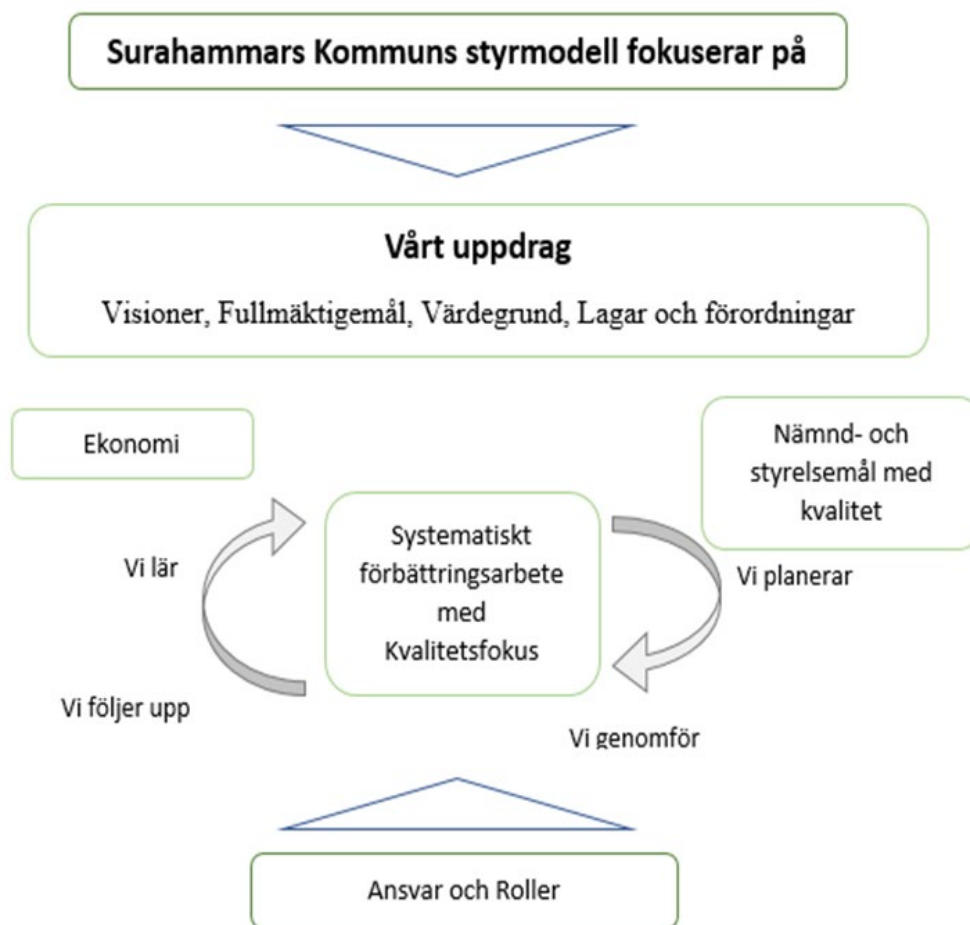 Surahammars Kommuns styrmodell fokuserar på
Vårt uppdrag
Visioner, Fullmäktigemål, Värdegrund, Lagar och förordningar
Ekonomi
Nämnd- och
styrelsemål med
kvalitet
Systematiskt
förbättringsarbete
med
Kvalitetsfokus
Vi lär
Vi planerar
Vi följer upp
Vi genomför
Ansvar och Roller